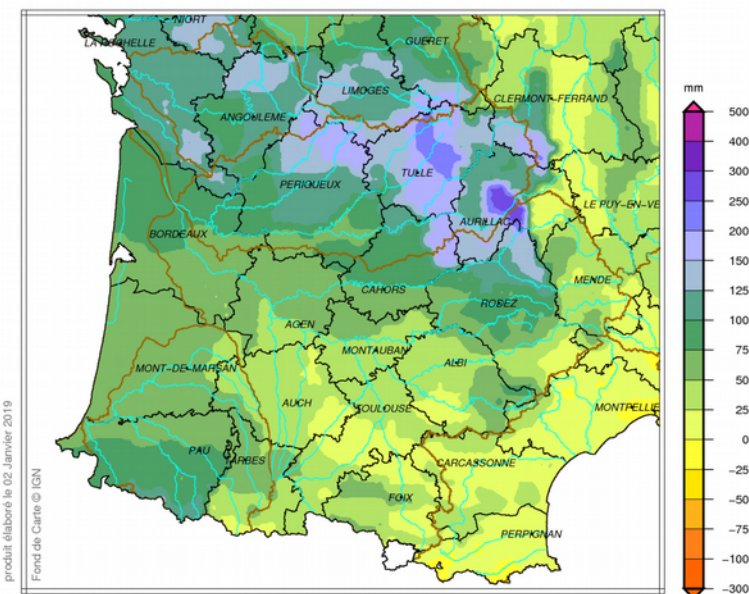 NIORT
LA ROCHELLE
GUERET
LIMOGES
CLERMONT-FERRAND
ANGOULEME
TULLE
PERIGUEUX
LE PUY-EN-VE
AURILLAC
BORDEAUX
MENDE
CAHORS
RODEZ
AGEN
MONTAUBAN
ALBI
MONT-DE-MARSAN
AUCH
TOULOUSE
MONTPELLIE
PAU
TARBES
CARCASSONNE
FOIX
PERPIGNAN
mm
500
400
300
250
200
150
125
100
75
50
25
0
-25
-50
-75
-100
-300
produit élaboré le 02 Janvier 2019
Fond de Carte © IGN